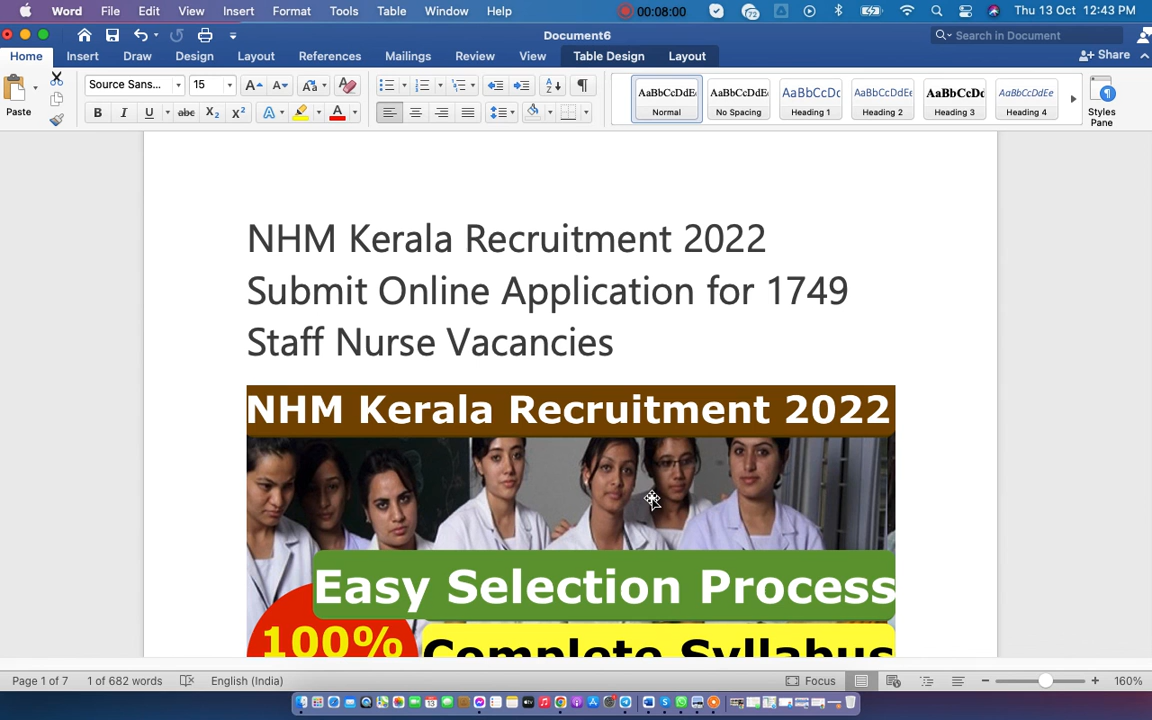 Word File Edit View Insert Format Tools Table Window Help 00:08:00 72 Thu 13 Oct 12:43 PM
Document6 Search in Document
Home Insert Draw Design Layout References Mailings Review View Table Design Layout Share
Paste Source Sans... 15 AaBbCcDdEe AaBbCcDdEe AaBbCcDc AaBbCcDdEe AaBbCcDc AaBbCcDdEe
Normal No Spacing Heading 1 Heading 2 Heading 3 Heading 4 Styles Pane
NHM Kerala Recruitment 2022
Submit Online Application for 1749
Staff Nurse Vacancies
NHM Kerala Recruitment 2022
Easy Selection Process
100%
Complete Syllabus
Page 1 of 7 1 of 682 words English (India) Focus 160%